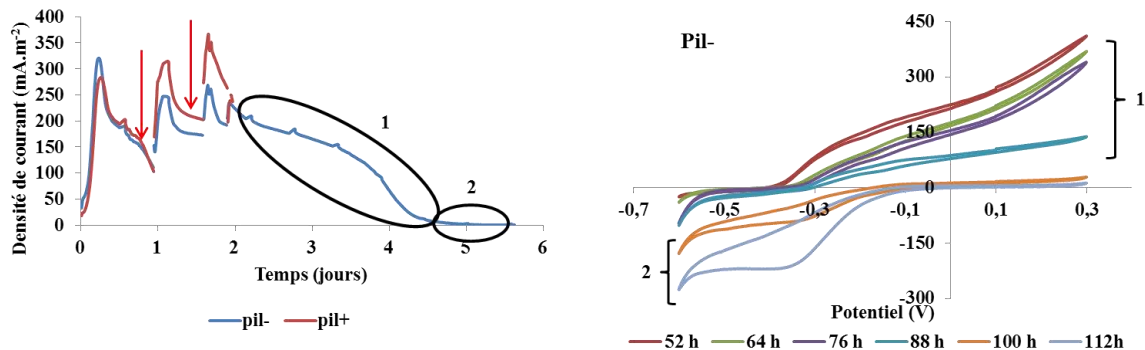 Densité de courant (mA.m-2)
400
350
300
250
200
150
100
50
0
0 1 2 3 4 5 6
1
2
Temps (jours)
pil- pil+
Pil-
450
300
150
0
-150
-300
-0,7 -0,5 -0,3 -0,1 0,1 0,3
1
2
Potentiel (V)
52 h 64 h 76 h 88 h 100 h 112h